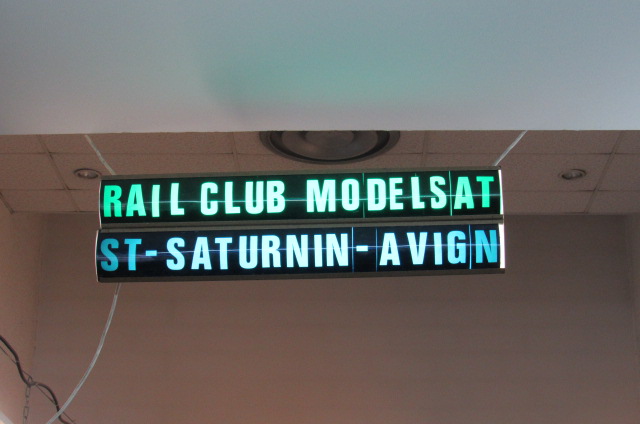 RAIL CLUB MODELSAT
ST-SATURNIN-AVIGN